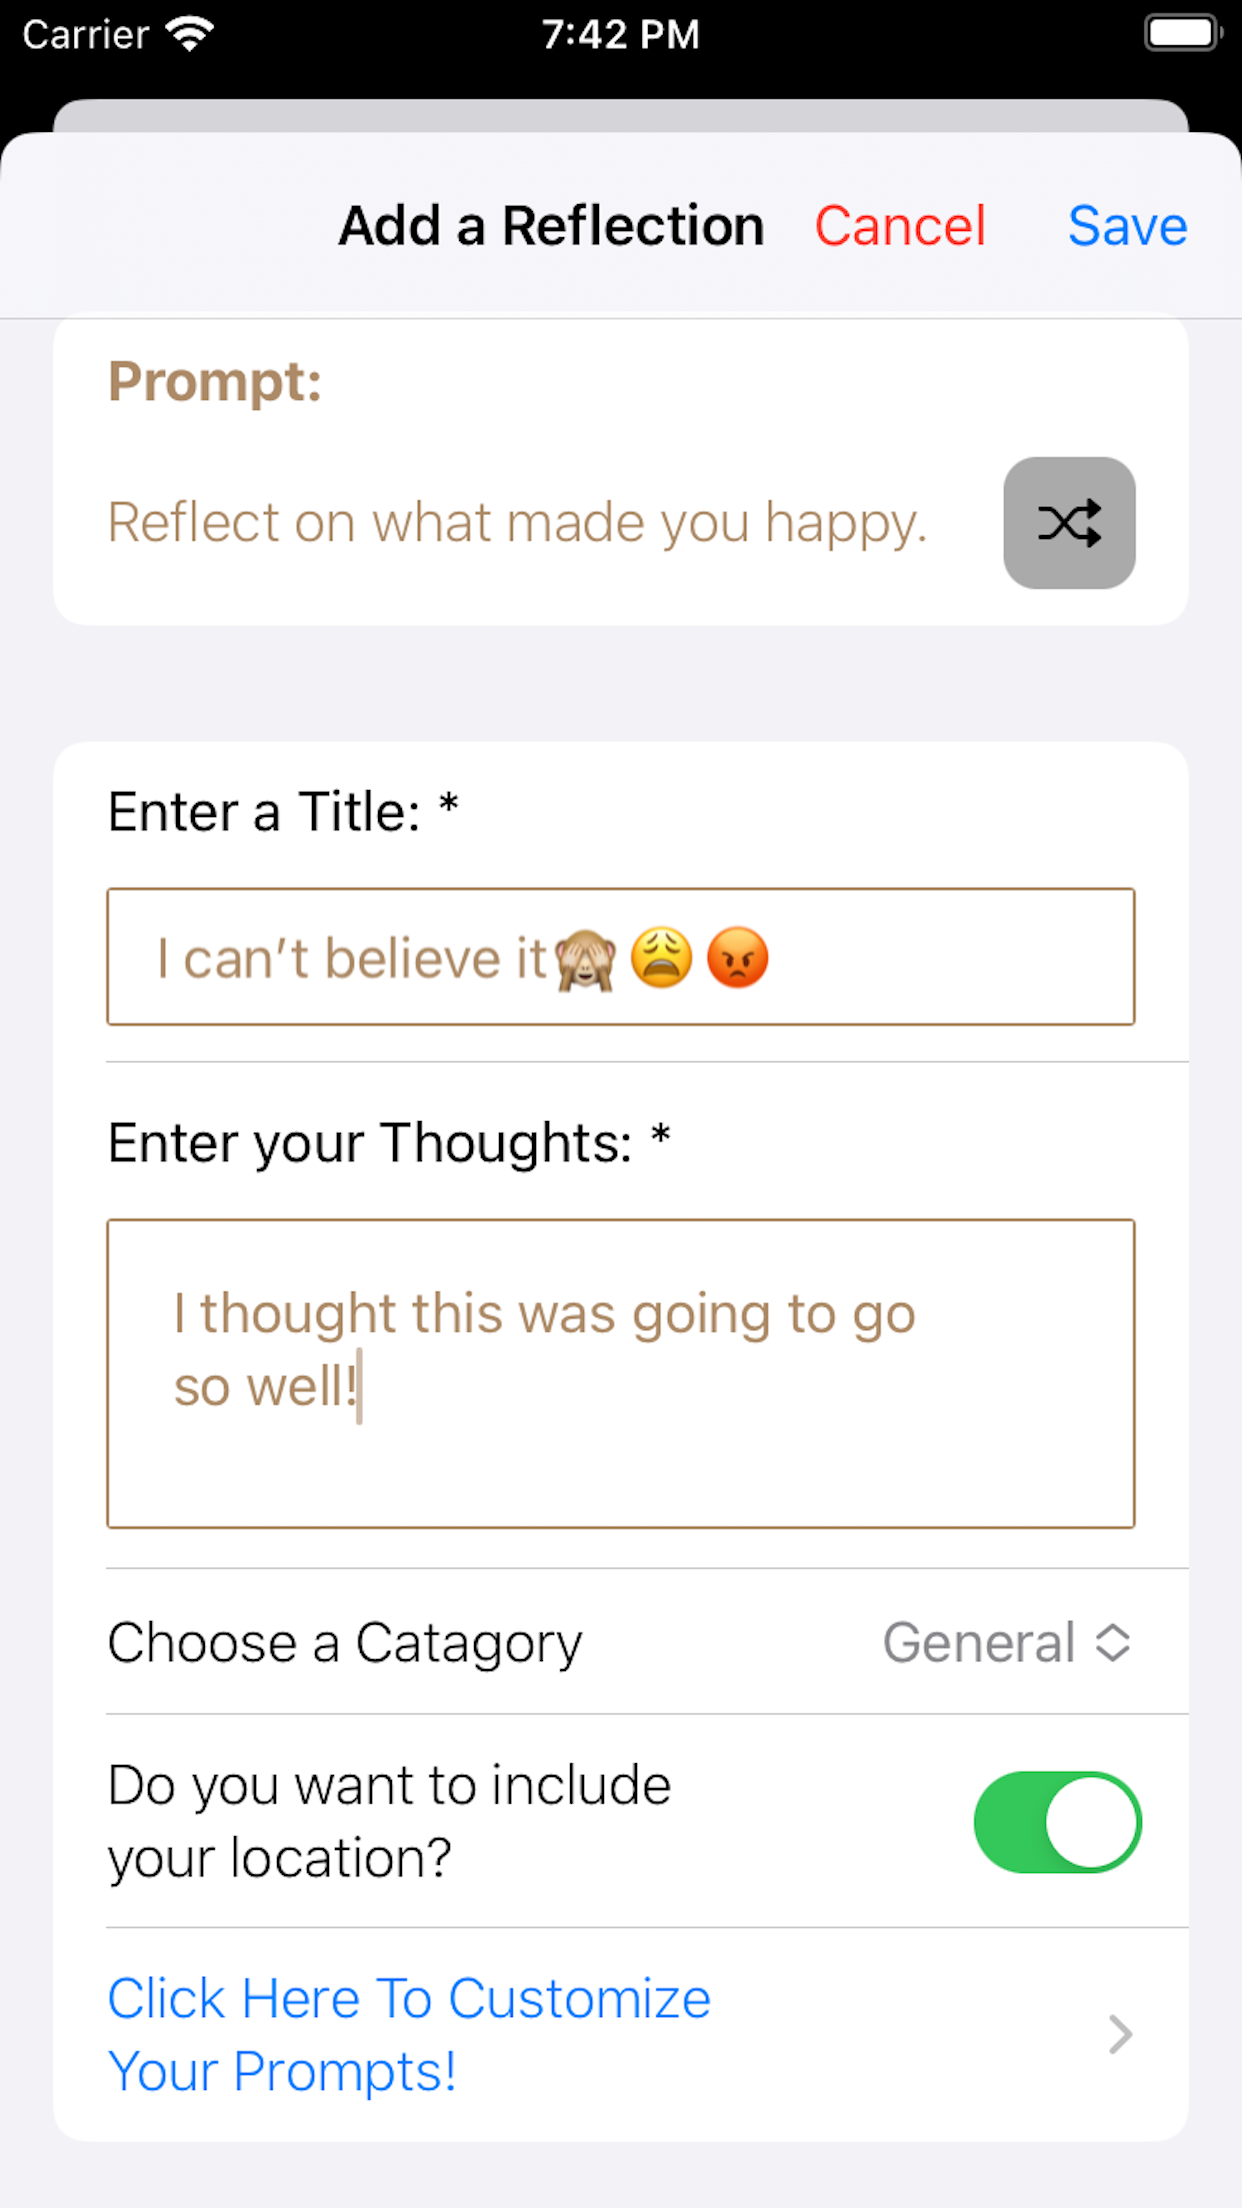 Carrier 7:42 PM
Add a Reflection Cancel Save
Prompt:
Reflect on what made you happy.
Enter a Title: *
I can’t believe it🙈😩😡
Enter your Thoughts: *
I thought this was going to go
so well!
Choose a Catagory General
Do you want to include
your location?
Click Here To Customize
Your Prompts!